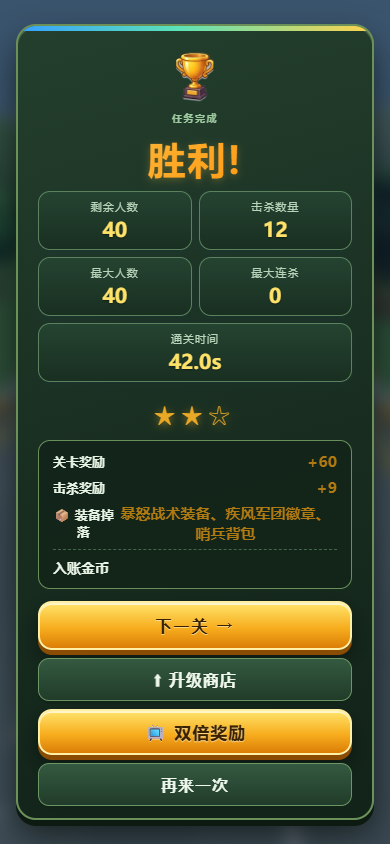 任务完成
胜利!
剩余人数
40
击杀数量
12
最大人数
40
最大连杀
0
通关时间
42.0s
★★☆
关卡奖励 +60
击杀奖励 +9
装备掉落 暴怒战术装备、疾风军团徽章、哨兵背包
入账金币
下一关 →
⬆ 升级商店
双倍奖励
再来一次